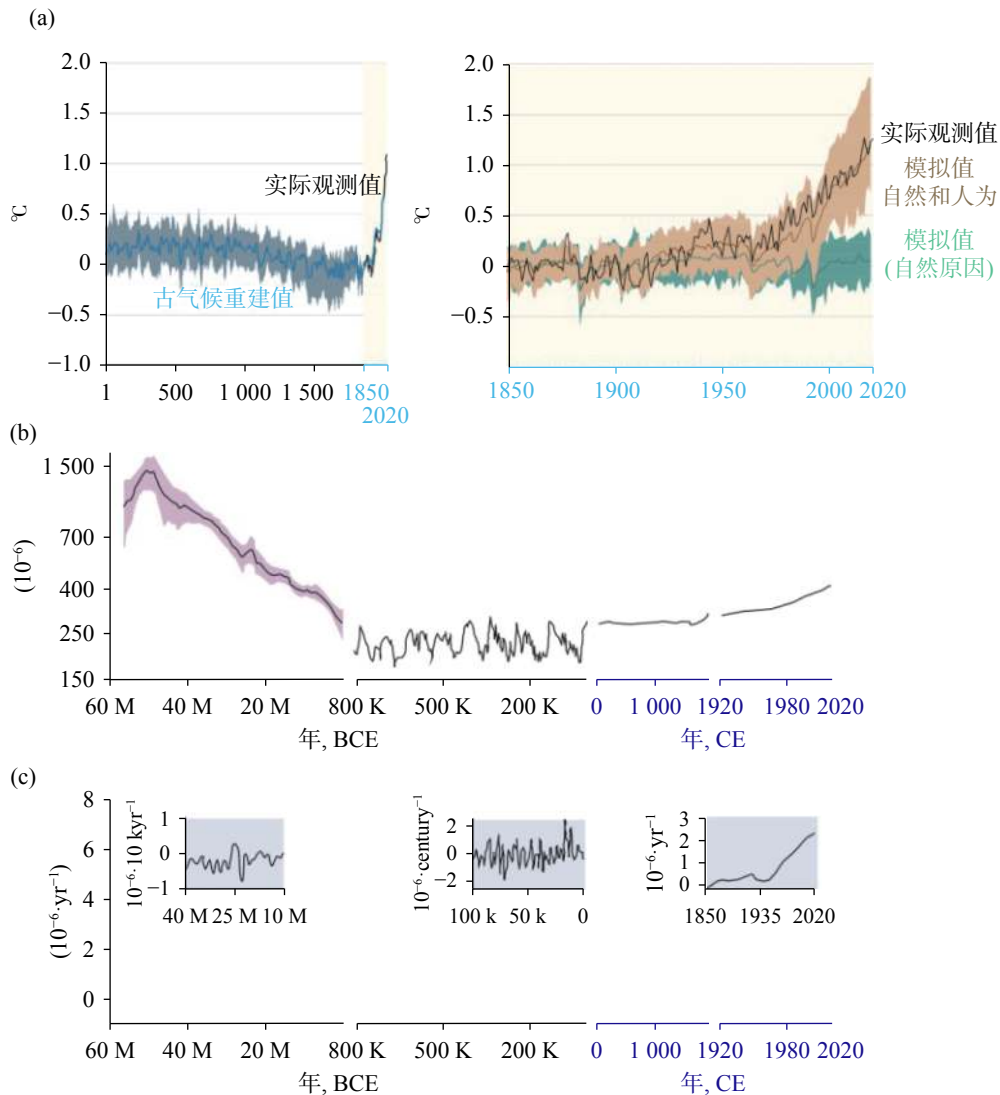 (a)
2.0
1.5
1.0
0.5
0
−0.5
−1.0
℃
实际观测值
古气候重建值
1 500 1 000 1 500 1850
2020
2.0
1.5
1.0
0.5
0
−0.5
℃
1850 1900 1950 2000 2020
实际观测值
模拟值
自然和人为
模拟值
(自然原因)
(b)
1 500
700
400
250
150
(10⁻⁶)
60 M 40 M 20 M 800 K 500 K 200 K 0 1 000 1920 1980 2020
年, BCE 年, CE
(c)
8
6
4
2
0
(10⁻⁶·yr⁻¹)
1
0
−1
10⁻⁶·10 kyr⁻¹
40 M 25 M 10 M
2
0
−2
10⁻⁶·century⁻¹
100 k 50 k 0
3
2
1
0
10⁻⁶·yr⁻¹
1850 1935 2020
60 M 40 M 20 M 800 K 500 K 200 K 0 1 000 1920 1980 2020
年, BCE 年, CE